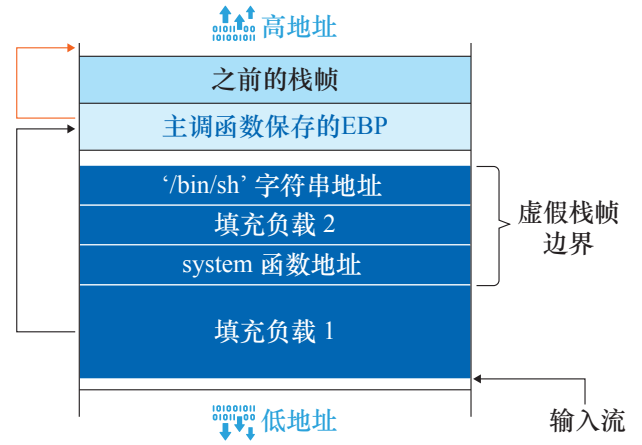 高地址
之前的栈帧
主调函数保存的EBP
‘/bin/sh’ 字符串地址
填充负载 2
system 函数地址
虚假栈帧
边界
填充负载 1
低地址
输入流